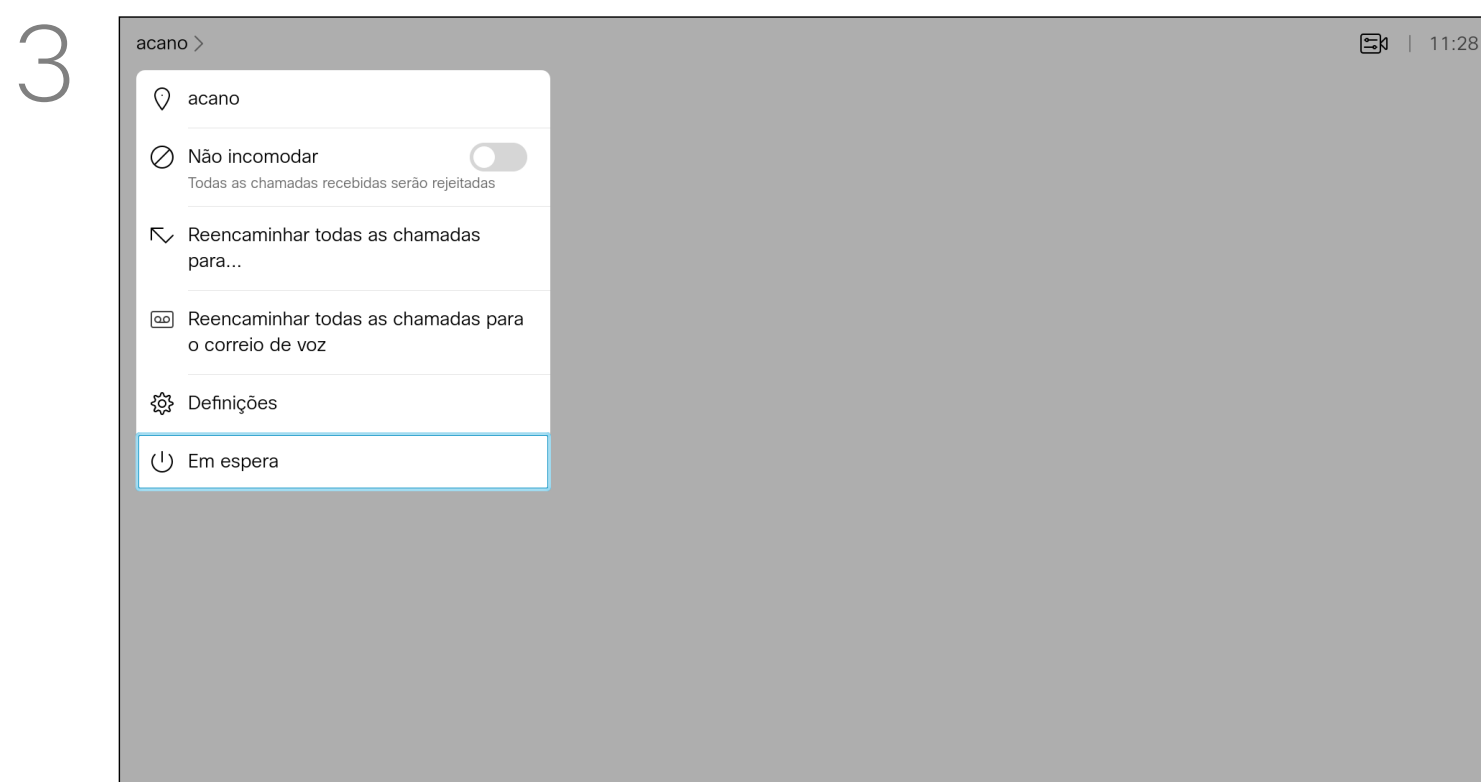 3
acano >
11:28
acano
Não incomodar
Todas as chamadas recebidas serão rejeitadas
Reencaminhar todas as chamadas
para...
Reencaminhar todas as chamadas para
o correio de voz
Definições
Em espera